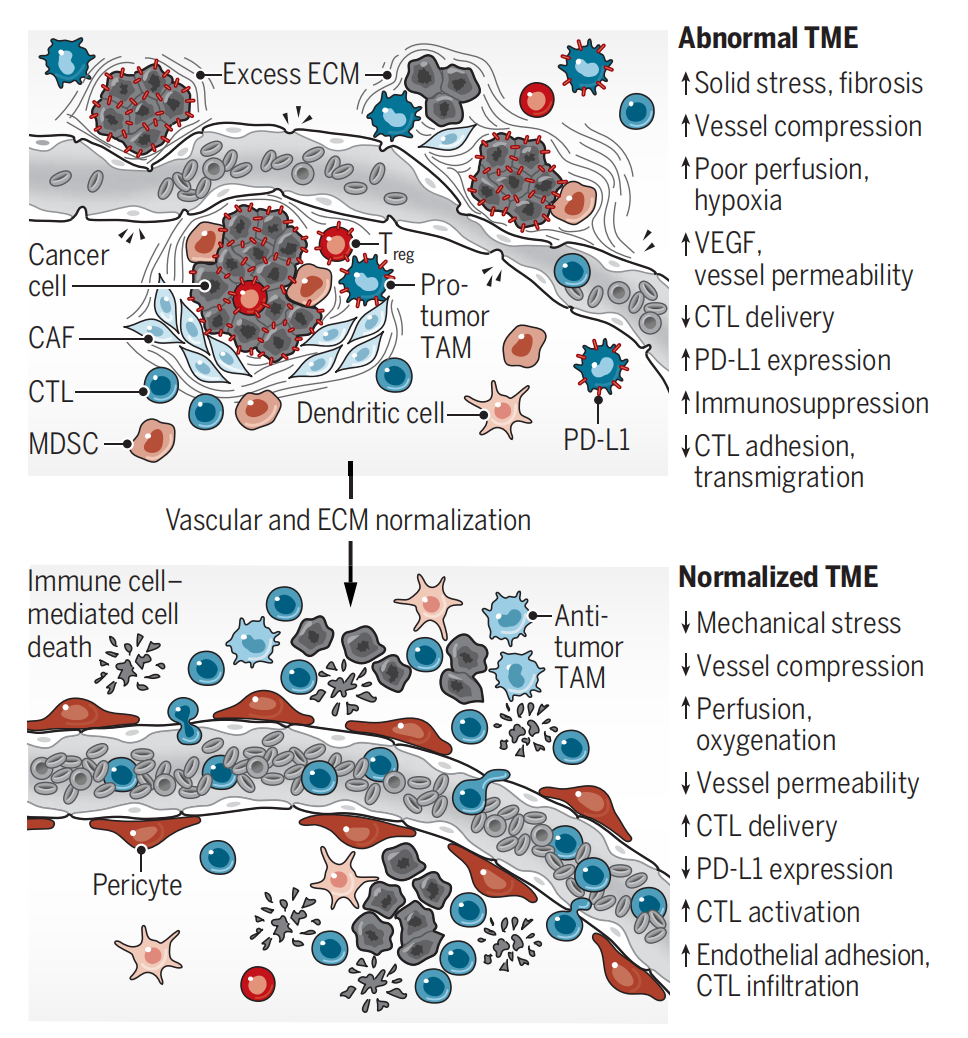 Abnormal TME
↑ Solid stress, fibrosis
↑ Vessel compression
↑ Poor perfusion,
hypoxia
↑ VEGF,
vessel permeability
↓ CTL delivery
↑ PD-L1 expression
↑ Immunosuppression
↓ CTL adhesion,
transmigration
Excess ECM
Cancer
cell
CAF
CTL
MDSC
Treg
Pro-
tumor
TAM
Dendritic cell
PD-L1
Vascular and ECM normalization
Normalized TME
↓ Mechanical stress
↓ Vessel compression
↑ Perfusion,
oxygenation
↓ Vessel permeability
↑ CTL delivery
↓ PD-L1 expression
↑ CTL activation
↑ Endothelial adhesion,
CTL infiltration
Immune cell–
mediated cell
death
Anti-
tumor
TAM
Pericyte